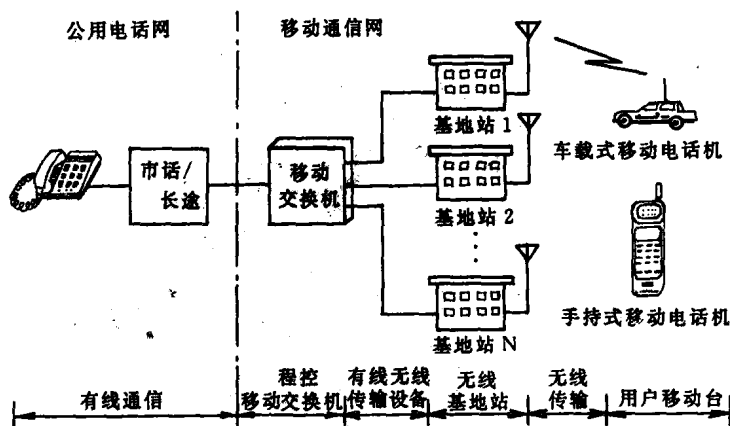 公用电话网
移动通信网
基地站 1
车载式移动电话机
市话/
长途
移动
交换机
基地站 2
手持式移动电话机
基地站 N
有线通信
程控
移动交换机
有线无线
传输设备
无线
基地站
无线
传输
用户移动台